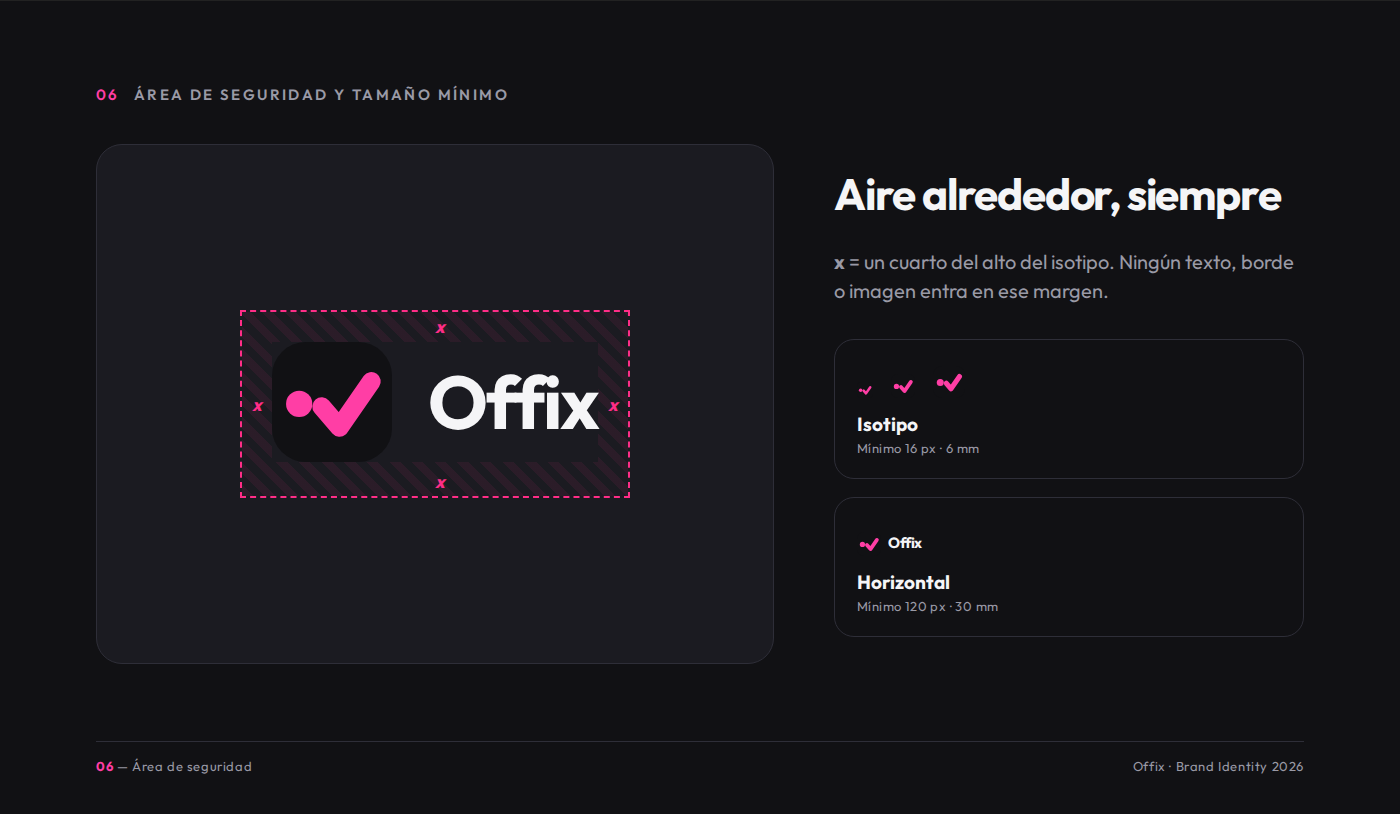 06 ÁREA DE SEGURIDAD Y TAMAÑO MÍNIMO
x
x
Offix
x
x
Aire alrededor, siempre
x = un cuarto del alto del isotipo. Ningún texto, borde
o imagen entra en ese margen.
Isotipo
Mínimo 16 px · 6 mm
Offix
Horizontal
Mínimo 120 px · 30 mm
06 — Área de seguridad
Offix · Brand Identity 2026